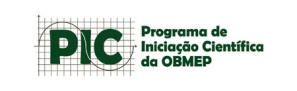 PIC
Programa de
Iniciação Científica
da OBMEP